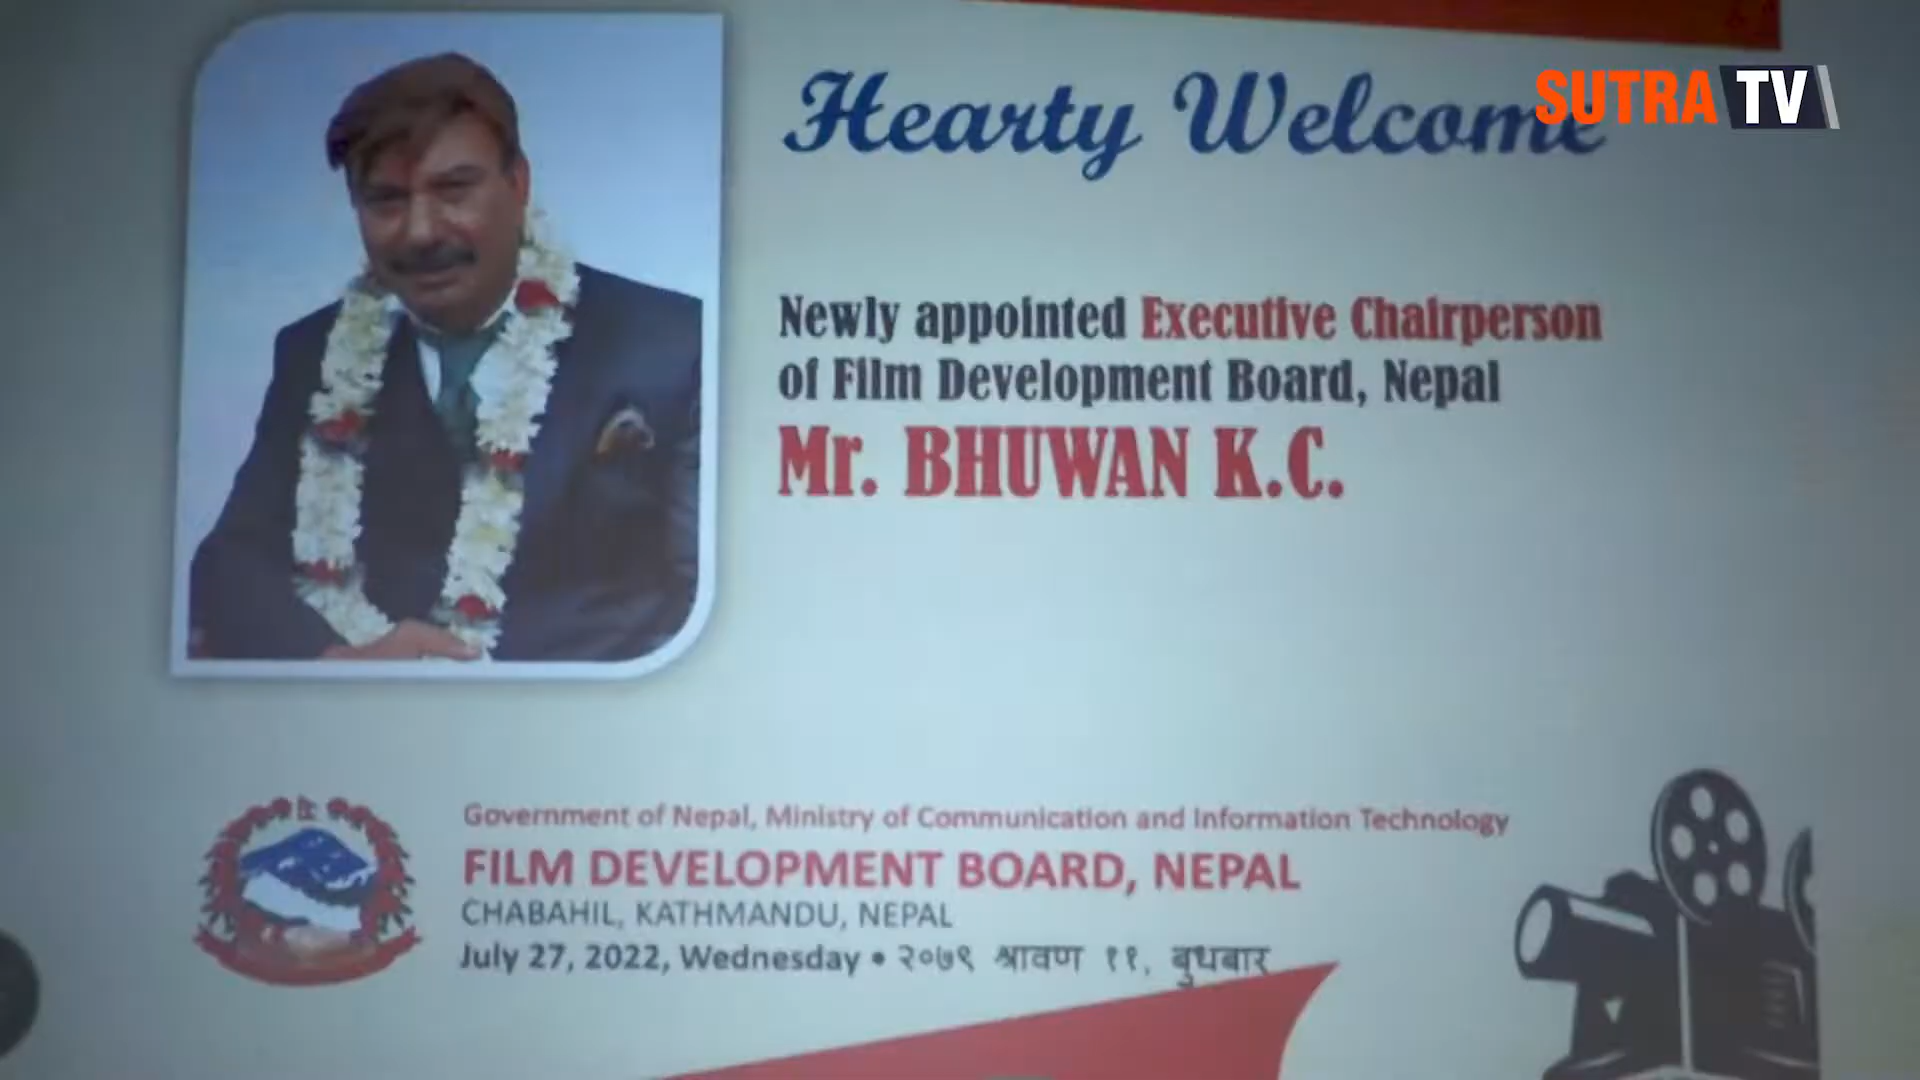 Hearty Welcome
SUTRA TV
Newly appointed Executive Chairperson
of Film Development Board, Nepal
Mr. BHUWAN K.C.
Government of Nepal, Ministry of Communication and Information Technology
FILM DEVELOPMENT BOARD, NEPAL
CHABAHIL, KATHMANDU, NEPAL
July 27, 2022, Wednesday • २०७९ श्रावण ११, बुधबार